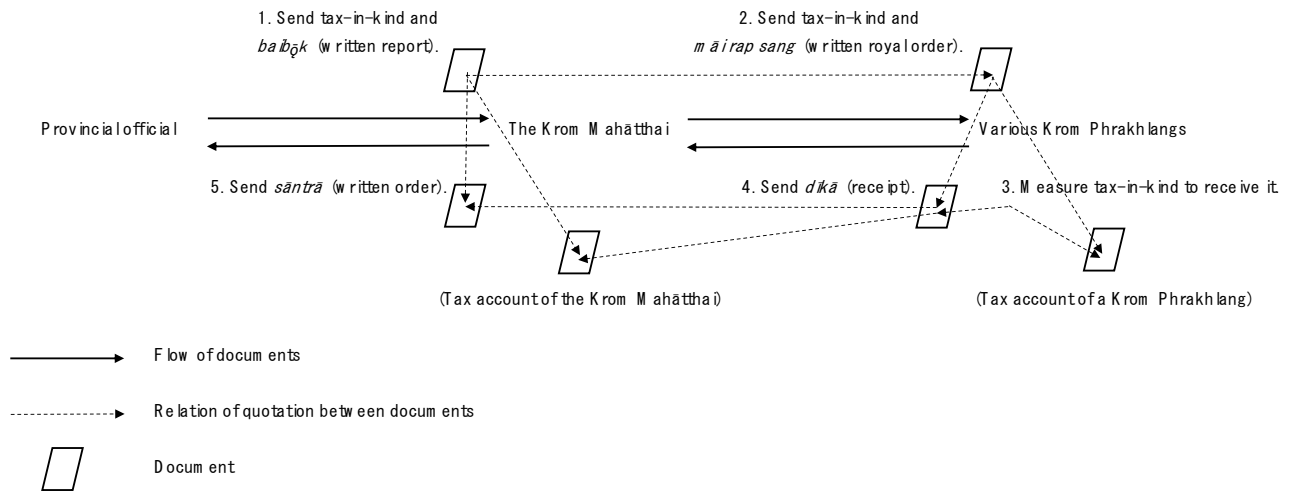 1. Send tax-in-kind and
baibǭk (written report).
2. Send tax-in-kind and
māirap sang (written royal order).
Provincial official
The Krom Mahātthai
Various Krom Phrakhlangs
5. Send sāntrā (written order).
4. Send dīkā (receipt).
3. Measure tax-in-kind to receive it.
(Tax account of the Krom Mahātthai)
(Tax account of a Krom Phrakhlang)
Flow of documents
Relation of quotation between documents
Document